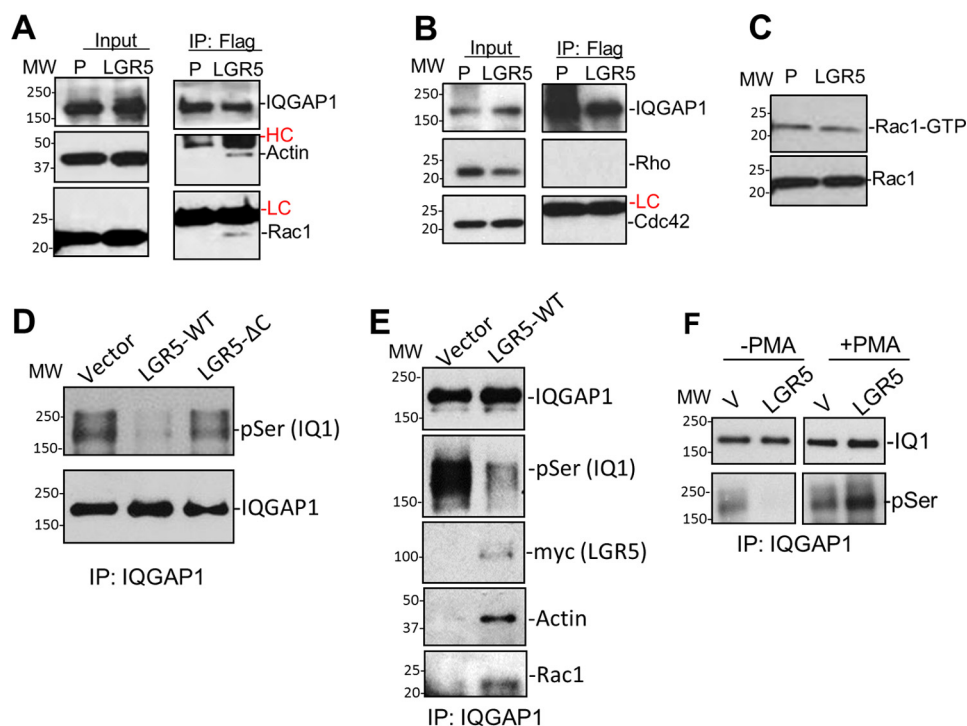 A
Input
IP: Flag
MW
P
LGR5
P
LGR5
250-
150-
-IQGAP1
50-
37-
-HC
-Actin
25-
20-
-LC
-Rac1
B
Input
IP: Flag
MW
P
LGR5
P
LGR5
250-
150-
-IQGAP1
25-
20-
-Rho
25-
20-
-LC
-Cdc42
C
MW
P
LGR5
25-
20-
-Rac1-GTP
25-
20-
-Rac1
D
MW
Vector
LGR5-WT
LGR5-ΔC
250-
150-
-pSer (IQ1)
250-
150-
-IQGAP1
IP: IQGAP1
E
MW
Vector
LGR5-WT
250-
150-
-IQGAP1
150-
-pSer (IQ1)
100-
-myc (LGR5)
50-
37-
-Actin
25-
20-
-Rac1
IP: IQGAP1
F
-PMA
+PMA
MW
V
LGR5
V
LGR5
250-
150-
-IQ1
250-
150-
-pSer
IP: IQGAP1